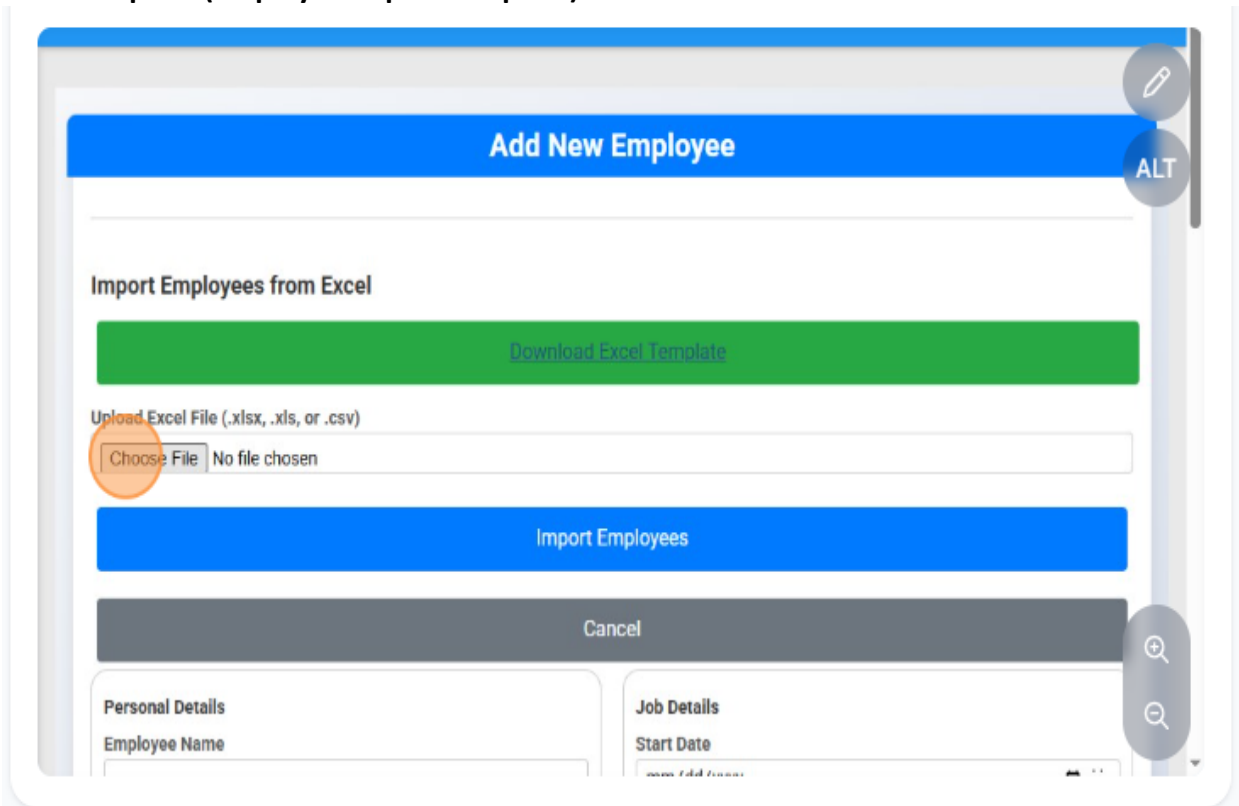 Add New Employee
ALT
Import Employees from Excel
Download Excel Template
Upload Excel File (.xlsx, .xls, or .csv)
Choose File No file chosen
Import Employees
Cancel
Personal Details
Job Details
Employee Name
Start Date